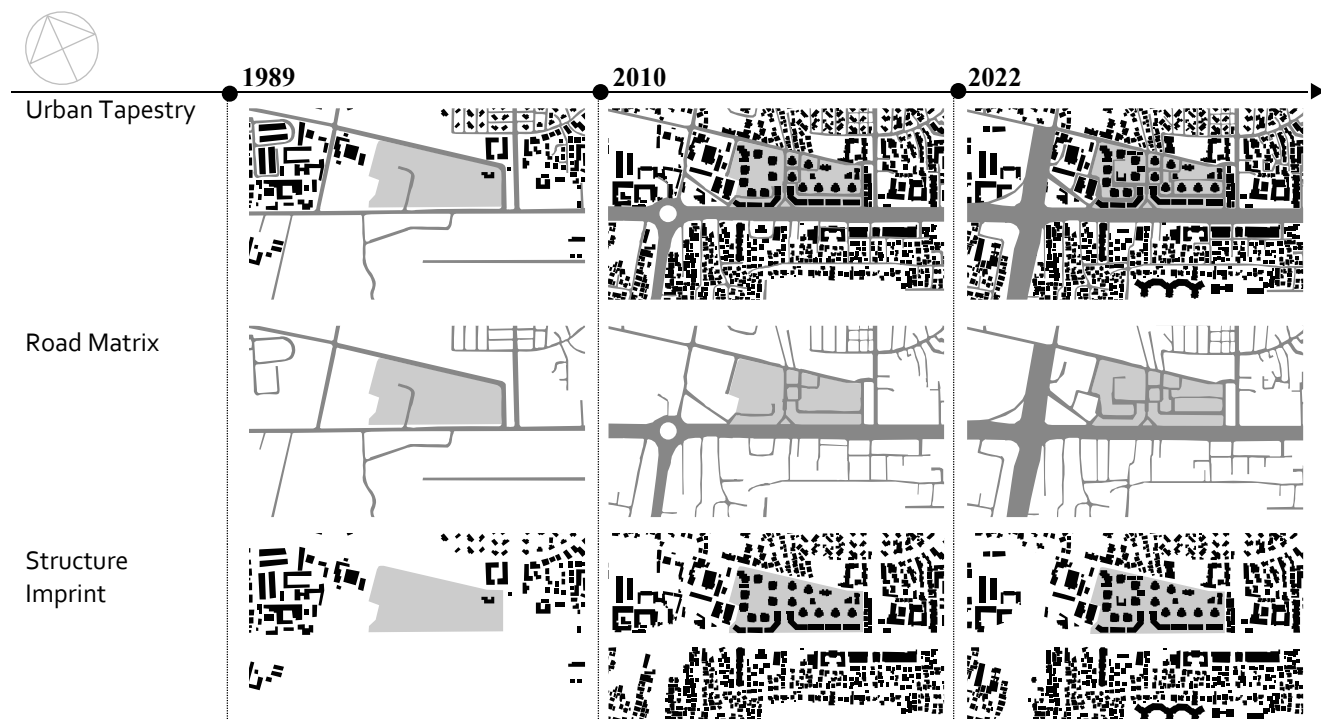 1989
2010
2022
Urban Tapestry
Road Matrix
Structure
Imprint